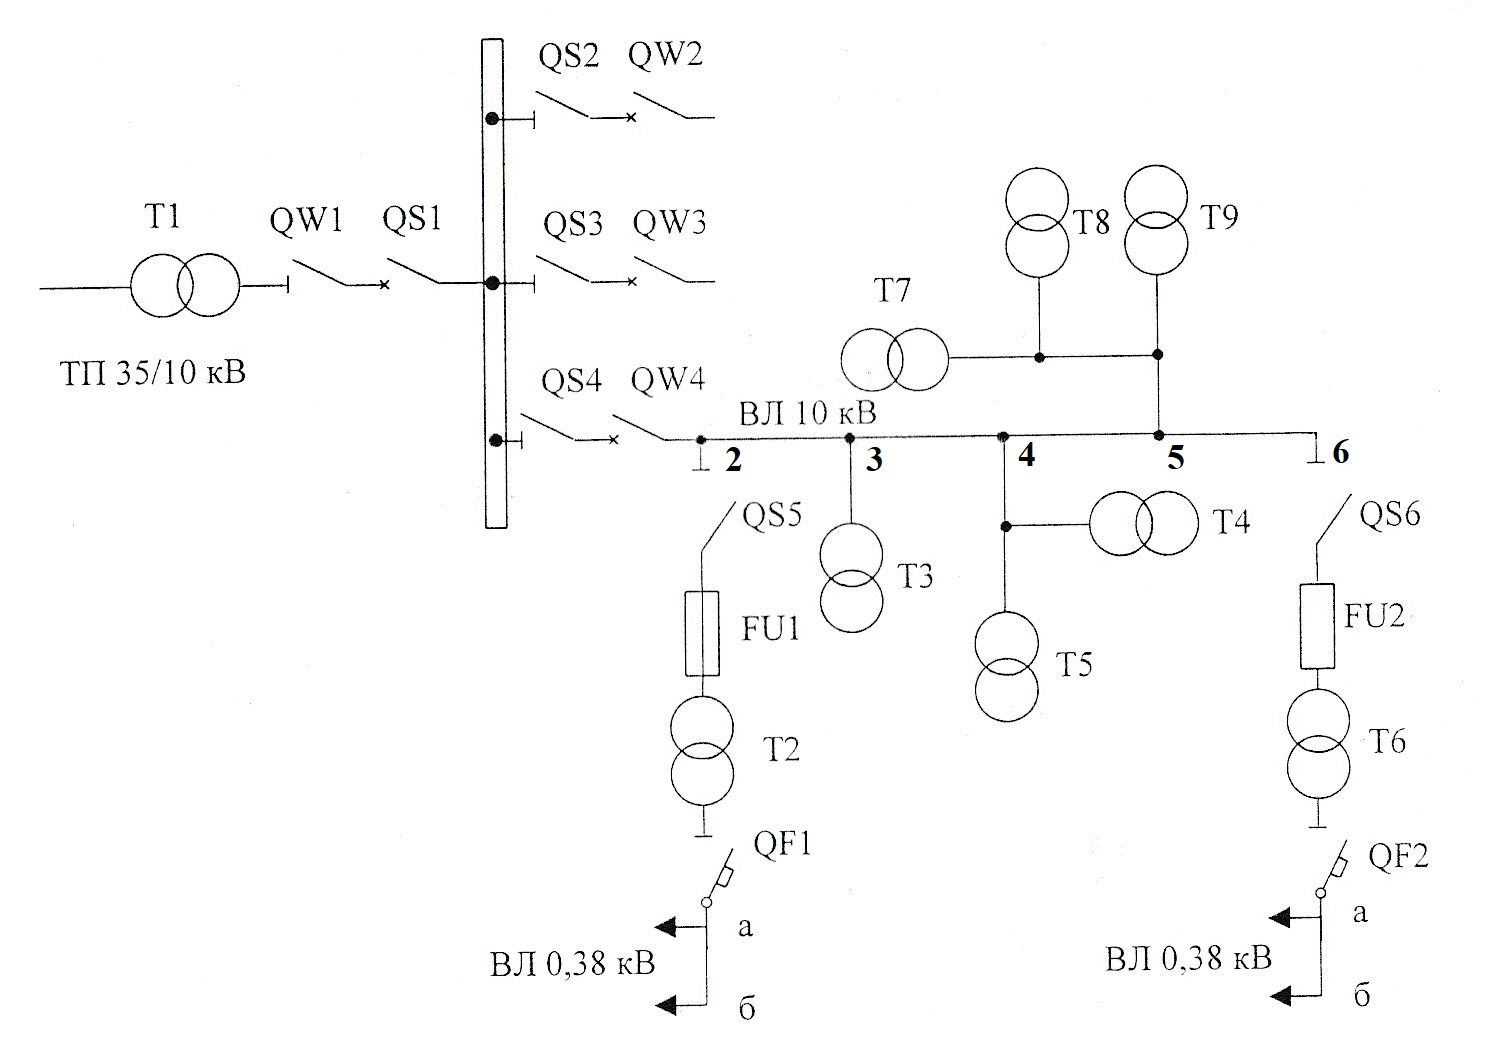 QS2 QW2
T1 QW1 QS1
QS3 QW3
T8 T9
T7
ТП 35/10 кВ
QS4 QW4
ВЛ 10 кВ
2 3 4 5 6
QS5 T4 QS6
T3
FU1 T5 FU2
T2 T6
QF1 QF2
а а
ВЛ 0,38 кВ ВЛ 0,38 кВ
б б